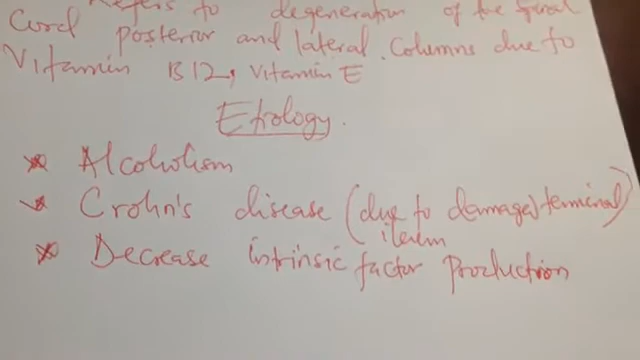 Refers to degeneration of the spinal
Cord posterior and lateral. Columns due to
Vitamin B12, Vitamin E
Etiology.
* Alcoholism
* Crohn's disease (due to damage) terminal)
ileum
* Decrease intrinsic factor production